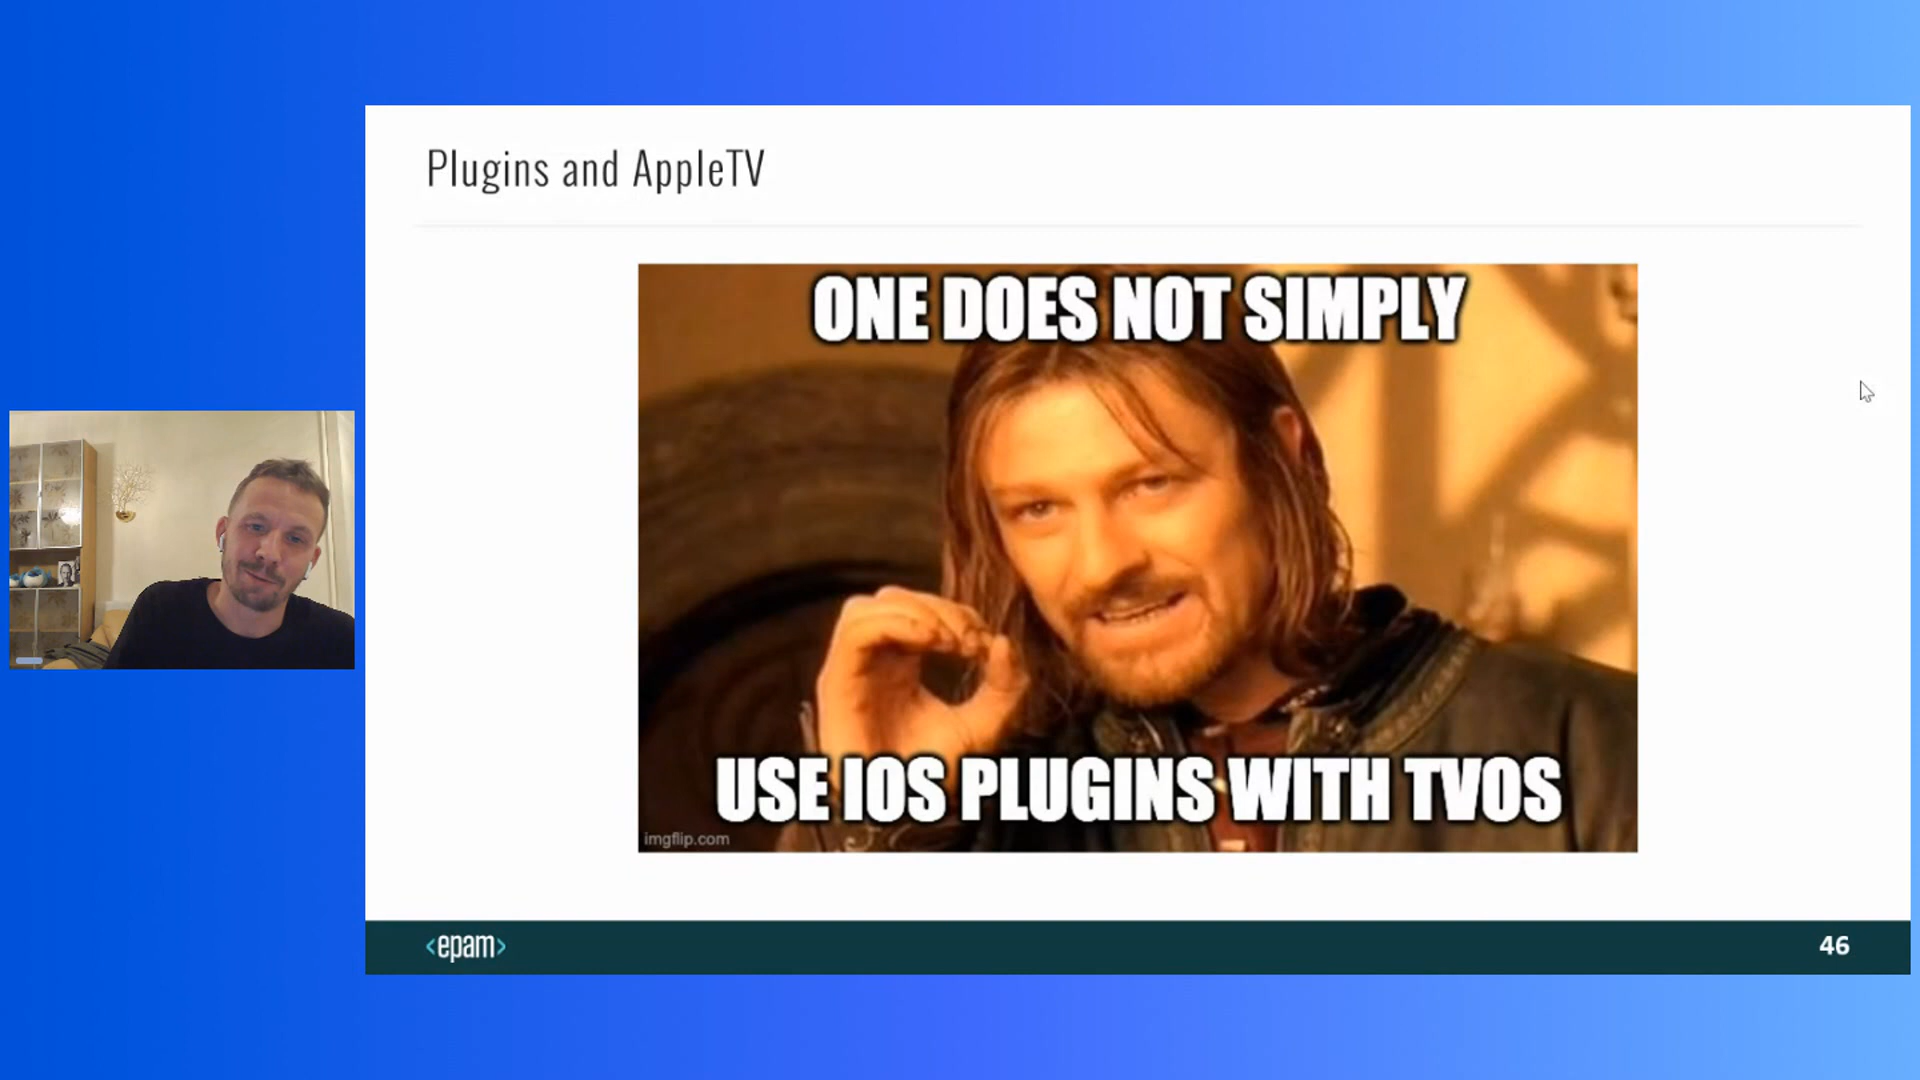 Plugins and AppleTV
ONE DOES NOT SIMPLY
USE IOS PLUGINS WITH TVOS
imgflip.com
<epam>
46